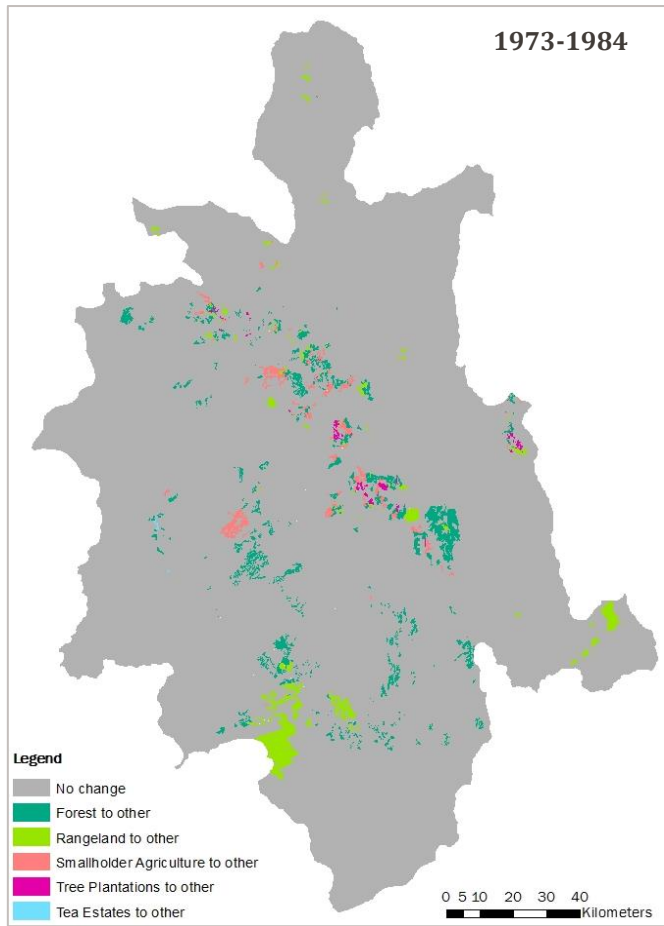 1973-1984
Legend
No change
Forest to other
Rangeland to other
Smallholder Agriculture to other
Tree Plantations to other
Tea Estates to other
0 5 10 20 30 40
Kilometers